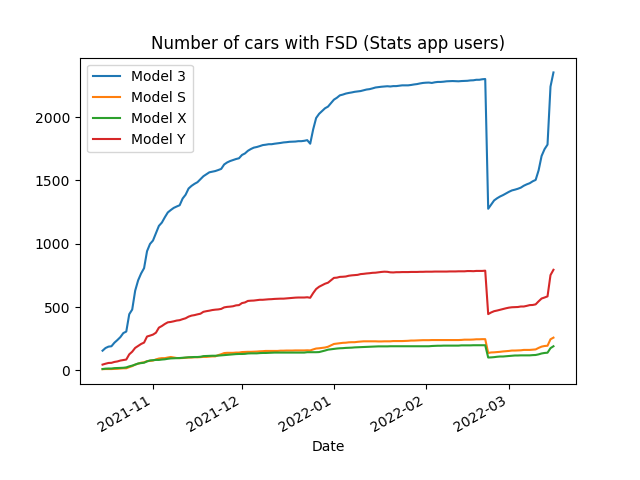 Number of cars with FSD (Stats app users)
Model 3
Model S
Model X
Model Y
2000
1500
1000
500
0
2021-11
2021-12
2022-01
2022-02
2022-03
Date